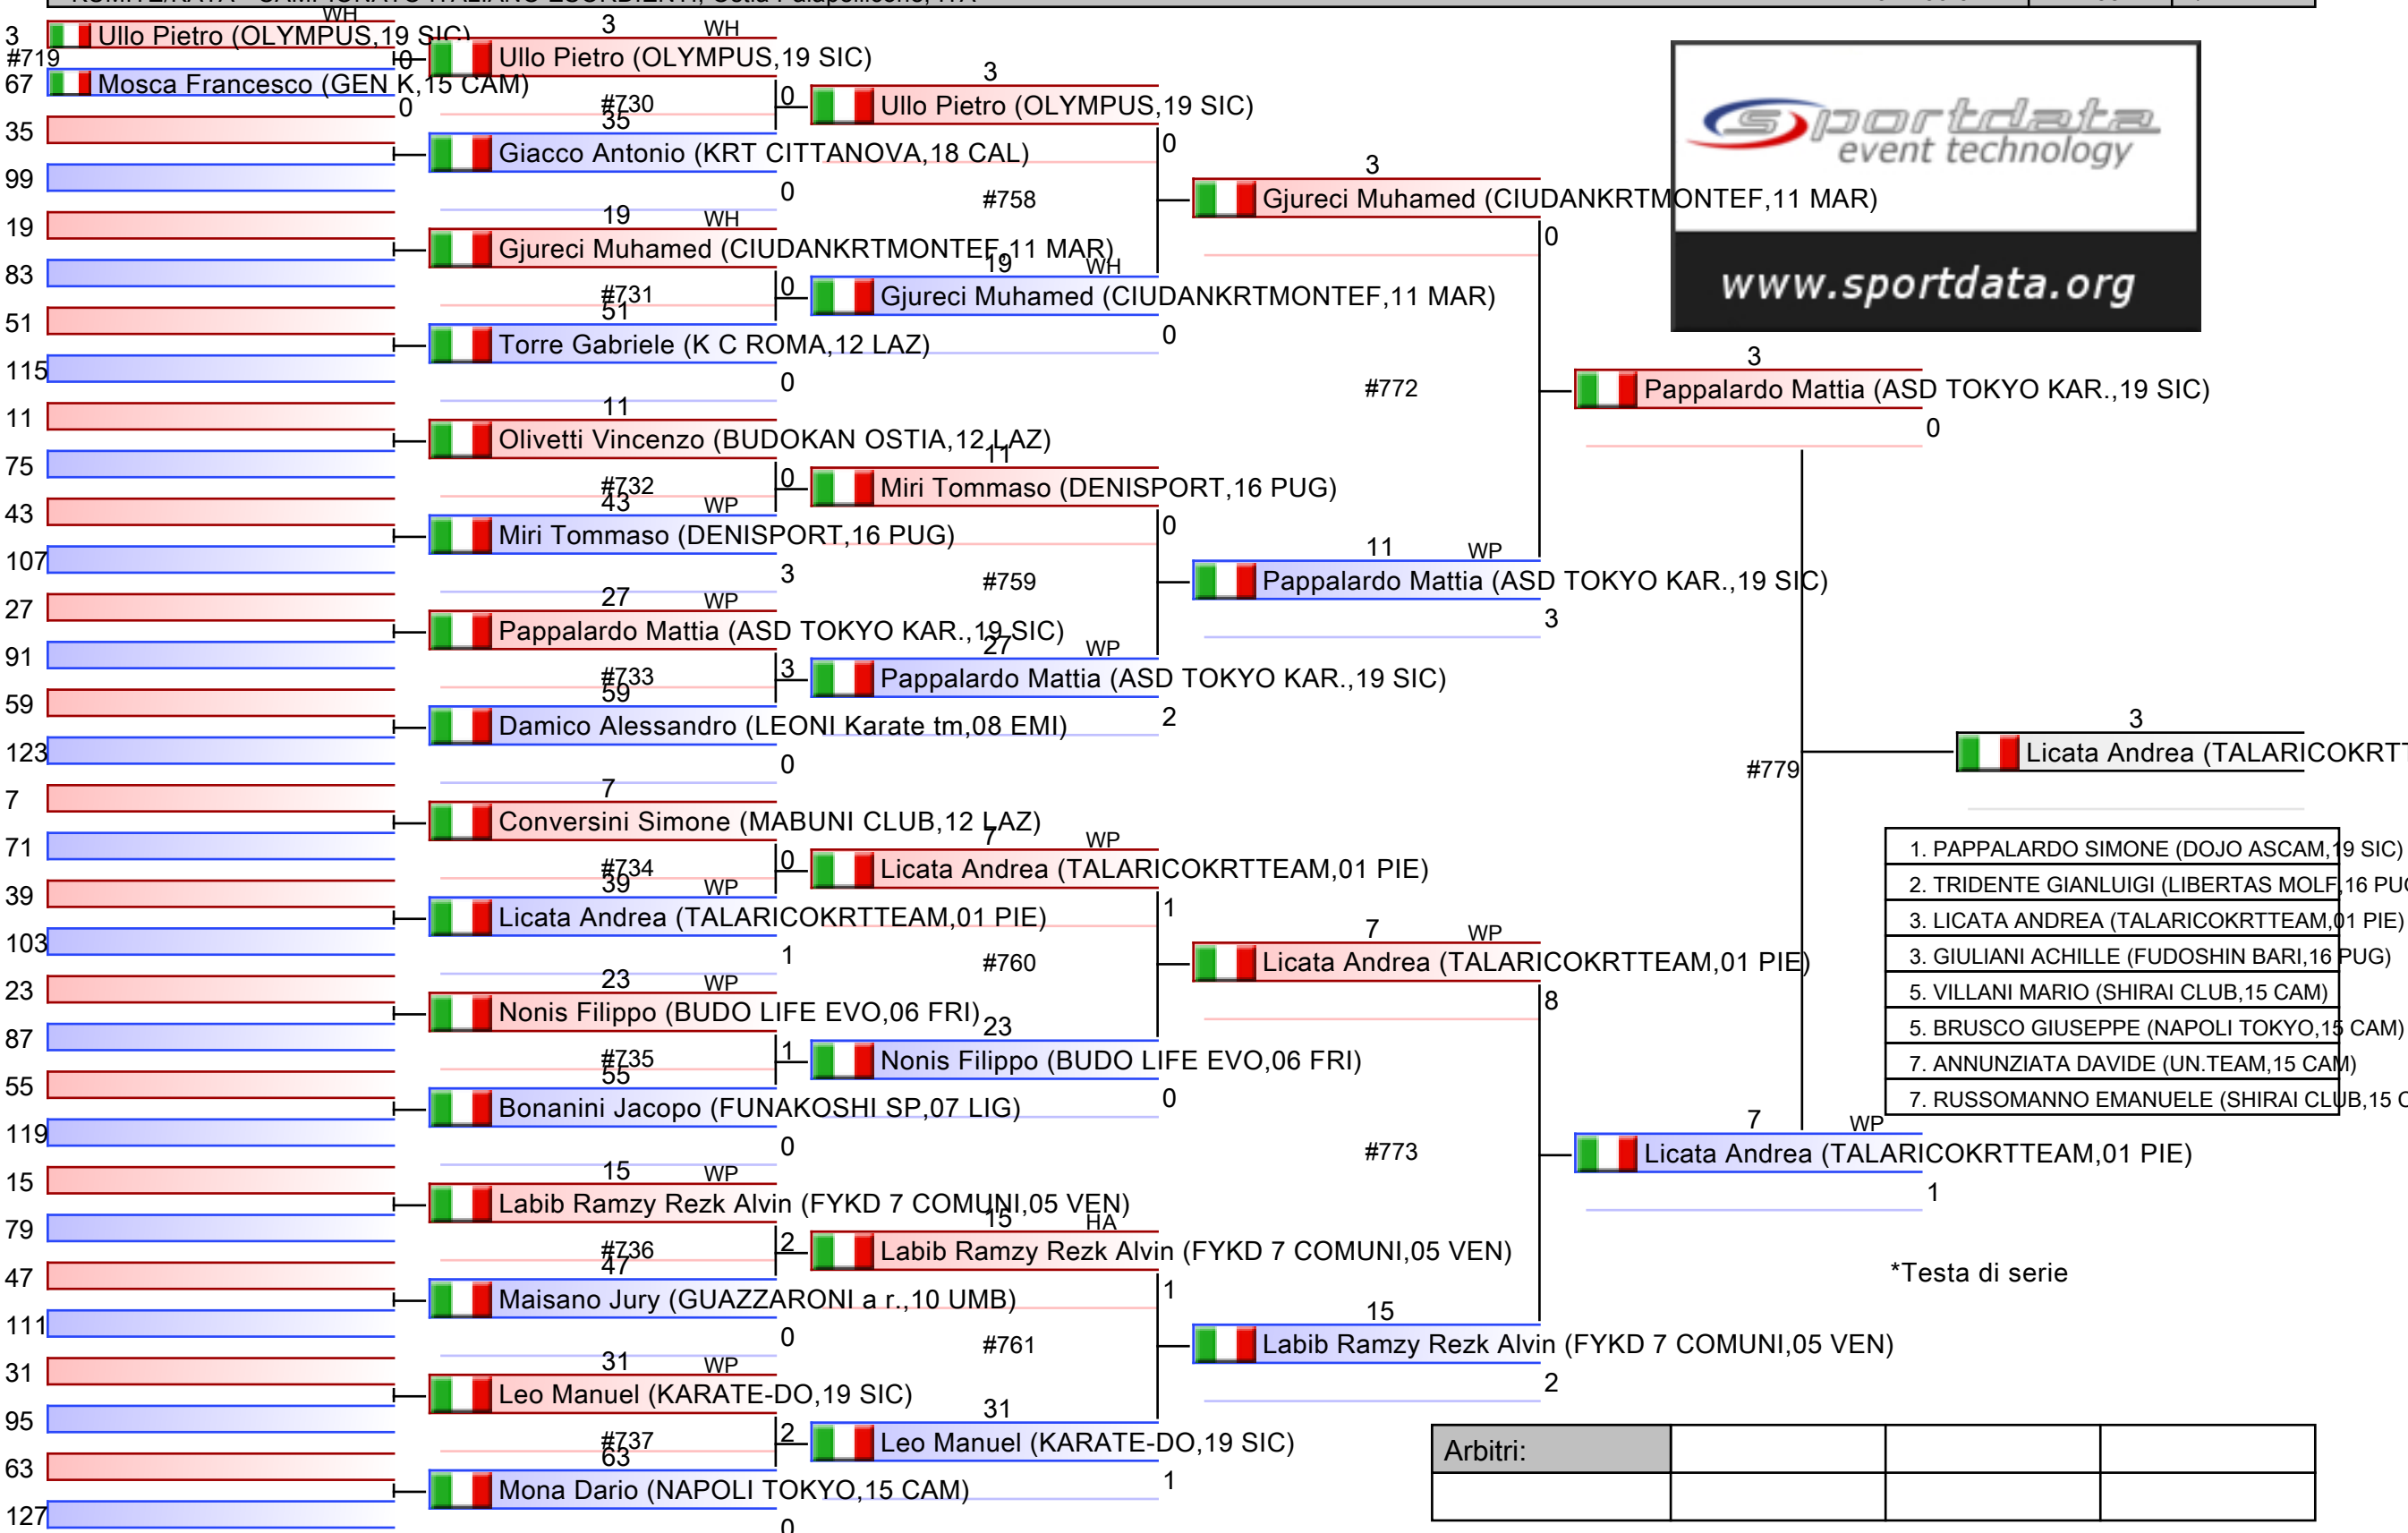 WH
3 Ullo Pietro (OLYMPUS,19 SIC)
#719
0
67 Mosca Francesco (GEN K,15 CAM)
0
35
99
19
83
51
115
11
75
43
107
27
91
59
123
7
71
39
103
23
87
55
119
15
79
47
111
31
95
63
127
3 WH
Ullo Pietro (OLYMPUS,19 SIC)
0
#730
35
Giacco Antonio (KRT CITTANOVA,18 CAL)
0
19 WH
Gjureci Muhamed (CIUDANKRTMONTEF,11 MAR)
0
#731
51
Torre Gabriele (K C ROMA,12 LAZ)
0
11
Olivetti Vincenzo (BUDOKAN OSTIA,12 LAZ)
0
#732
43 WP
Miri Tommaso (DENISPORT,16 PUG)
3
27 WP
Pappalardo Mattia (ASD TOKYO KAR.,19 SIC)
3
#733
59
Damico Alessandro (LEONI Karate tm,08 EMI)
0
7
Conversini Simone (MABUNI CLUB,12 LAZ)
0
#734
39 WP
Licata Andrea (TALARICOKRTTEAM,01 PIE)
1
23 WP
Nonis Filippo (BUDO LIFE EVO,06 FRI)
1
#735
55
Bonanini Jacopo (FUNAKOSHI SP,07 LIG)
0
15 WP
Labib Ramzy Rezk Alvin (FYKD 7 COMUNI,05 VEN)
2
#736
47
Maisano Jury (GUAZZARONI a r.,10 UMB)
0
31 WP
Leo Manuel (KARATE-DO,19 SIC)
2
#737
63
Mona Dario (NAPOLI TOKYO,15 CAM)
0
3
Ullo Pietro (OLYMPUS,19 SIC)
0
#758
19 WH
Gjureci Muhamed (CIUDANKRTMONTEF,11 MAR)
0
11
Miri Tommaso (DENISPORT,16 PUG)
0
#759
27 WP
Pappalardo Mattia (ASD TOKYO KAR.,19 SIC)
2
7 WP
Licata Andrea (TALARICOKRTTEAM,01 PIE)
1
#760
23
Nonis Filippo (BUDO LIFE EVO,06 FRI)
0
15 HA
Labib Ramzy Rezk Alvin (FYKD 7 COMUNI,05 VEN)
1
#761
31
Leo Manuel (KARATE-DO,19 SIC)
1
3
Gjureci Muhamed (CIUDANKRTMONTEF,11 MAR)
0
#772
11 WP
Pappalardo Mattia (ASD TOKYO KAR.,19 SIC)
3
7 WP
Licata Andrea (TALARICOKRTTEAM,01 PIE)
8
#773
15
Labib Ramzy Rezk Alvin (FYKD 7 COMUNI,05 VEN)
2
sportdata
event technology
www.sportdata.org
3
Pappalardo Mattia (ASD TOKYO KAR.,19 SIC)
0
#779
7 WP
Licata Andrea (TALARICOKRTTEAM,01 PIE)
1
3
Licata Andrea (TALARICOKRTT
1. PAPPALARDO SIMONE (DOJO ASCAM,19 SIC)
2. TRIDENTE GIANLUIGI (LIBERTAS MOLF,16 PUG
3. LICATA ANDREA (TALARICOKRTTEAM,01 PIE)
3. GIULIANI ACHILLE (FUDOSHIN BARI,16 PUG)
5. VILLANI MARIO (SHIRAI CLUB,15 CAM)
5. BRUSCO GIUSEPPE (NAPOLI TOKYO,15 CAM)
7. ANNUNZIATA DAVIDE (UN.TEAM,15 CAM)
7. RUSSOMANNO EMANUELE (SHIRAI CLUB,15 C
*Testa di serie
Arbitri: